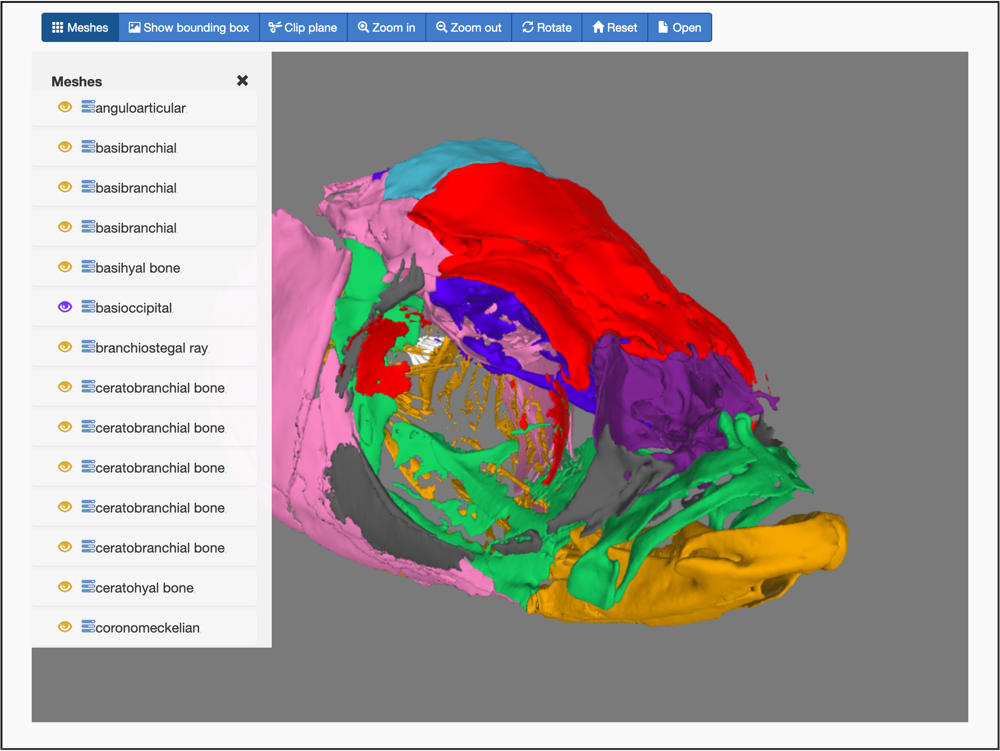 Meshes Show bounding box Clip plane Zoom in Zoom out Rotate Reset Open
Meshes
anguloarticular
basibranchial
basibranchial
basibranchial
basihyal bone
basioccipital
branchiostegal ray
ceratobranchial bone
ceratobranchial bone
ceratobranchial bone
ceratobranchial bone
ceratobranchial bone
ceratohyal bone
coronomeckelian